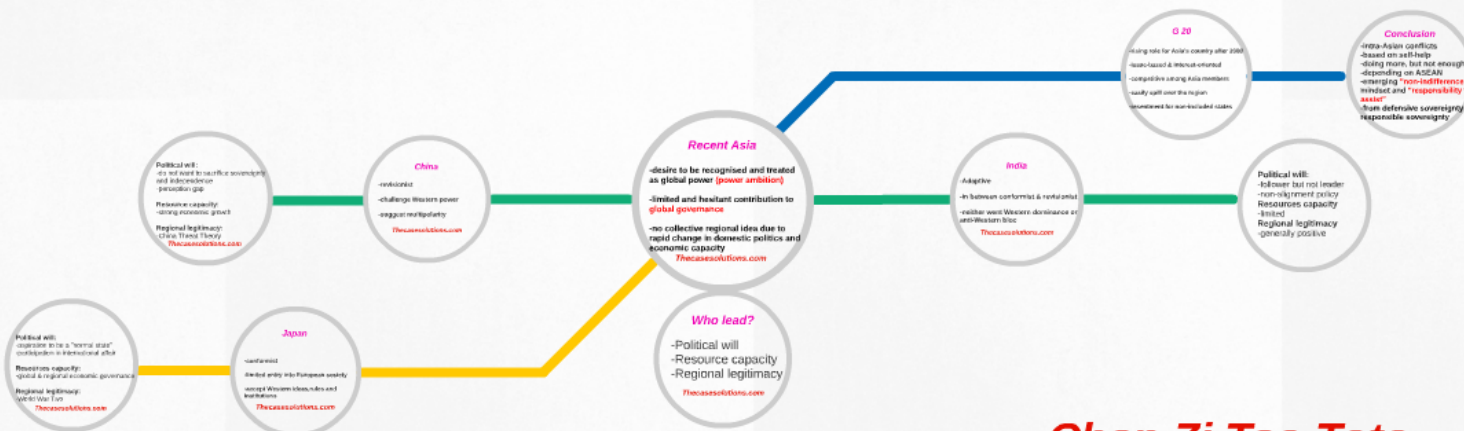 G 20
-rising role for Asia's country after 2008
-issue-based & interest-oriented
-competitive among Asia members
-easily spilt over the region
-resentment for non-included states
Conclusion
-Intra-Asian conflicts
-based on self-help
-doing more, but not enough
-depending on ASEAN
-emerging "non-indifference
mindset and "responsibility
assist"
-from defensive sovereignty
responsible sovereignty
Political will:
-do not want to sacrifice sovereignty
and independence
-perception gap
Resource capacity:
-strong economic growth
Regional legitimacy:
-China Threat Theory
Thecasesolutions.com
China
-revisionist
-challenge Western power
-suggest multipolarity
Thecasesolutions.com
Recent Asia
-desire to be recognised and treated
as global power (power ambition)
-limited and hesitant contribution to
global governance
-no collective regional idea due to
rapid change in domestic politics and
economic capacity
Thecasesolutions.com
India
-Adaptive
-in between conformist & revisionist
-neither want Western dominance or
anti-Western bloc
Thecasesolutions.com
Political will:
-follower but not leader
-non-alignment policy
Resources capacity
-limited
Regional legitimacy
-generally positive
Political will:
-aspiration to be a "normal state"
-participation in international affair
Resources capacity:
-global & regional economic governance
Regional legitimacy:
-World War Two
Thecasesolutions.com
Japan
-conformist
-limited entry into European society
-accept Western ideas,rules and
institutions
Thecasesolutions.com
Who lead?
-Political will
-Resource capacity
-Regional legitimacy
Thecasesolutions.com